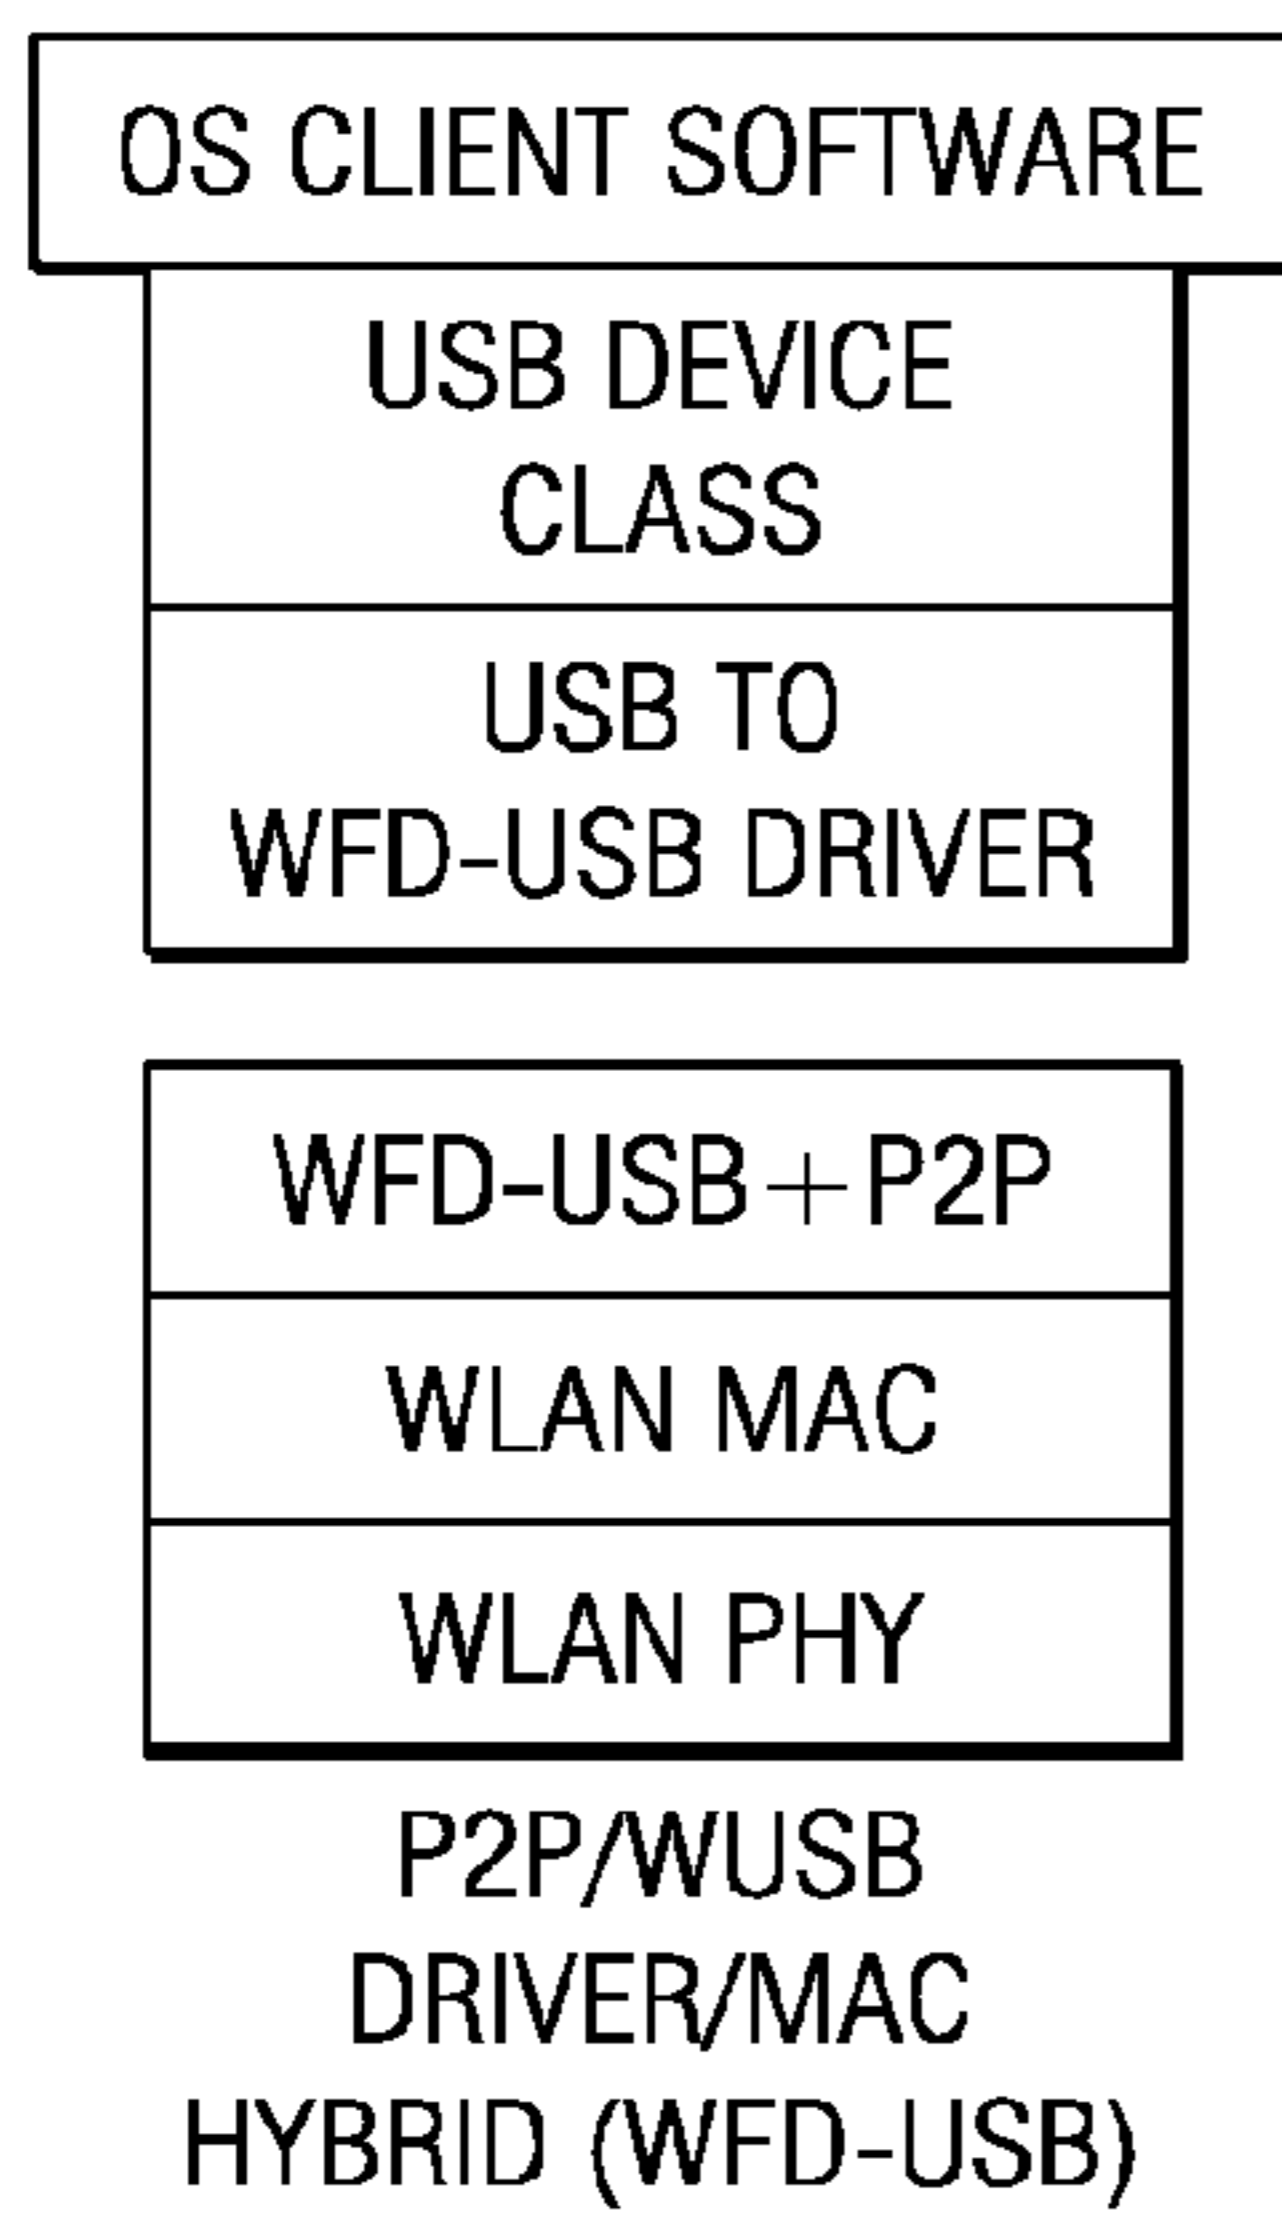 OS CLIENT SOFTWARE
USB DEVICE
CLASS
USB TO
WFD-USB DRIVER
WFD-USB+P2P
WLAN MAC
WLAN PHY
P2P/WUSB
DRIVER/MAC
HYBRID (WFD-USB)